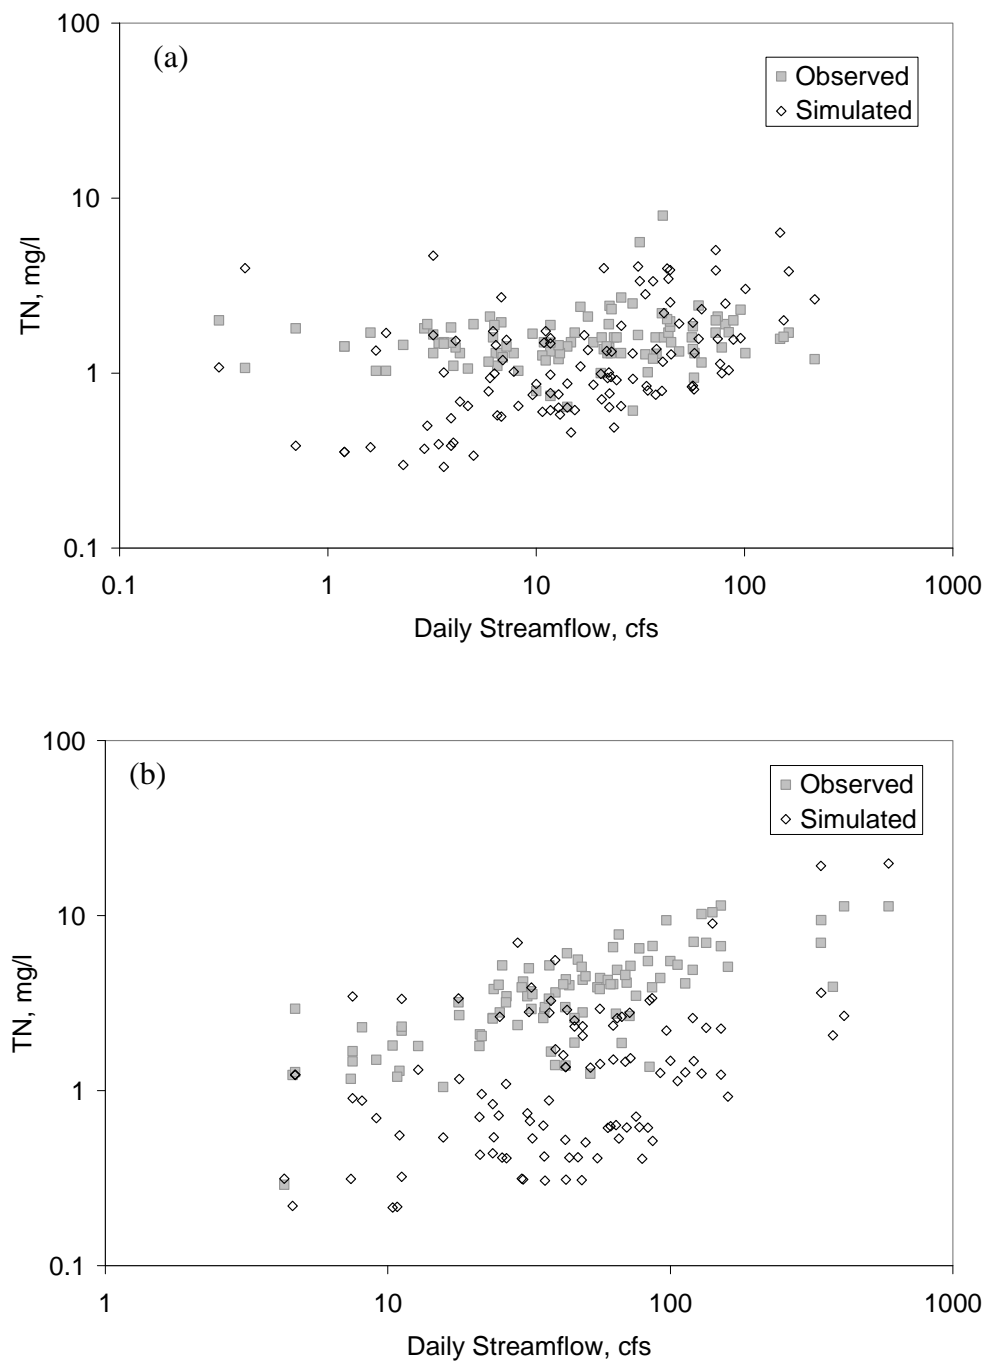 100
(a)
Observed
Simulated
10
TN, mg/l
1
0.1
0.1 1 10 100 1000
Daily Streamflow, cfs
100
(b)
Observed
Simulated
10
TN, mg/l
1
0.1
1 10 100 1000
Daily Streamflow, cfs